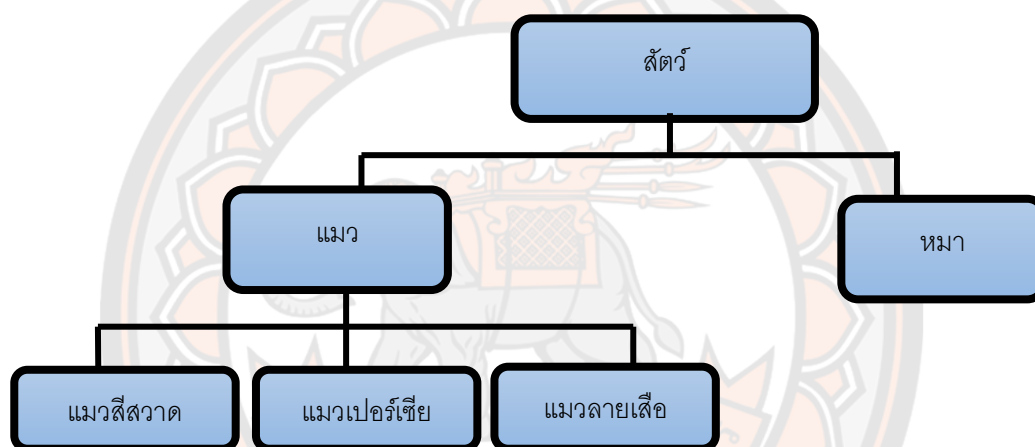 สัตว์
แมว
หมา
แมวสีสวาด
แมวเปอร์เซีย
แมวลายเสือ